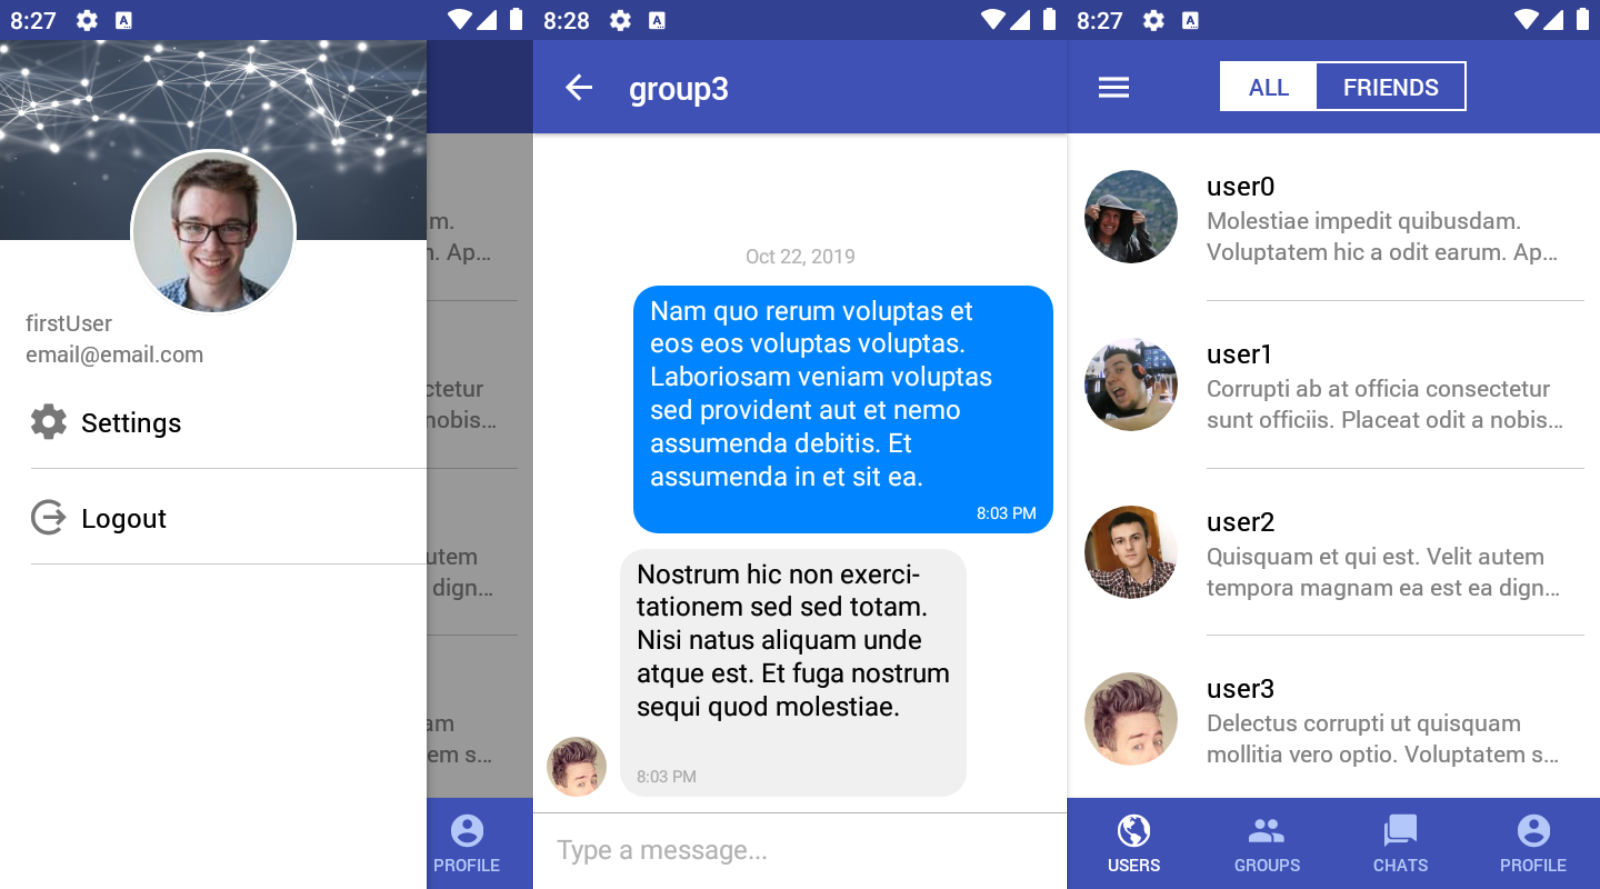 8:27
m.
n. Ap...
firstUser
email@email.com
ctetur
nobis...
Settings
Logout
utem
dign...
am
em s...
PROFILE
8:28
group3
Oct 22, 2019
Nam quo rerum voluptas et
eos eos voluptas voluptas.
Laboriosam veniam voluptas
sed provident aut et nemo
assumenda debitis. Et
assumenda in et sit ea.
8:03 PM
Nostrum hic non exerci-
tationem sed sed totam.
Nisi natus aliquam unde
atque est. Et fuga nostrum
sequi quod molestiae.
8:03 PM
Type a message...
8:27
ALL FRIENDS
user0
Molestiae impedit quibusdam.
Voluptatem hic a odit earum. Ap...
user1
Corrupti ab at officia consectetur
sunt officiis. Placeat odit a nobis...
user2
Quisquam et qui est. Velit autem
tempora magnam ea est ea dign...
user3
Delectus corrupti ut quisquam
mollitia vero optio. Voluptatem s...
USERS GROUPS CHATS PROFILE